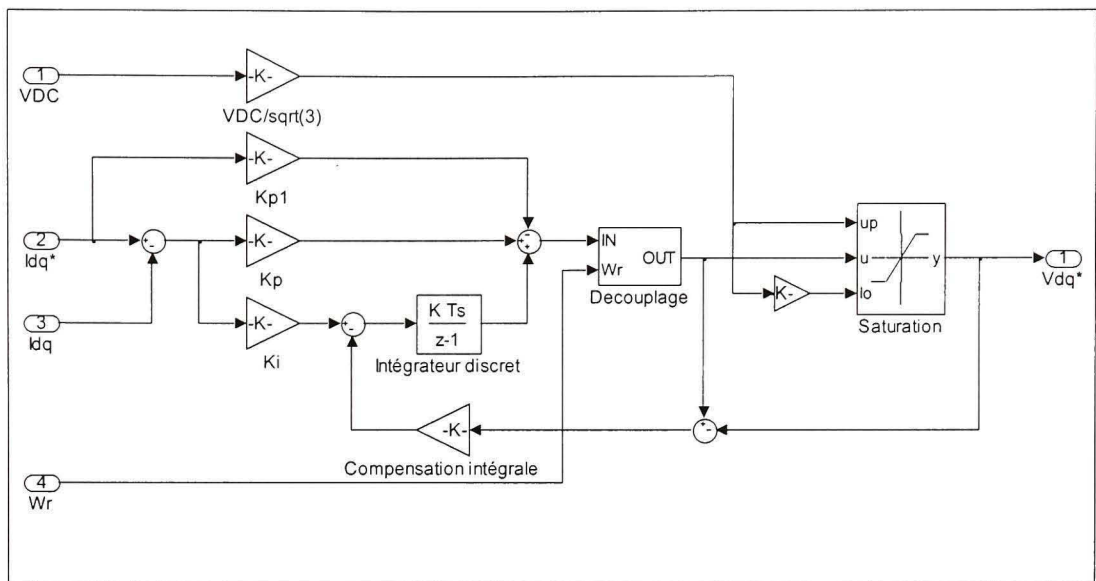 1
VDC
-K-
VDC/sqrt(3)
-K-
Kp1
2
Idq*
-K-
Kp
3
Idq
-K-
Ki
K Ts
z-1
Intégrateur discret
IN
Wr
OUT
Decouplage
K-
up
u
lo
y
Saturation
1
Vdq*
-K-
Compensation intégrale
4
Wr